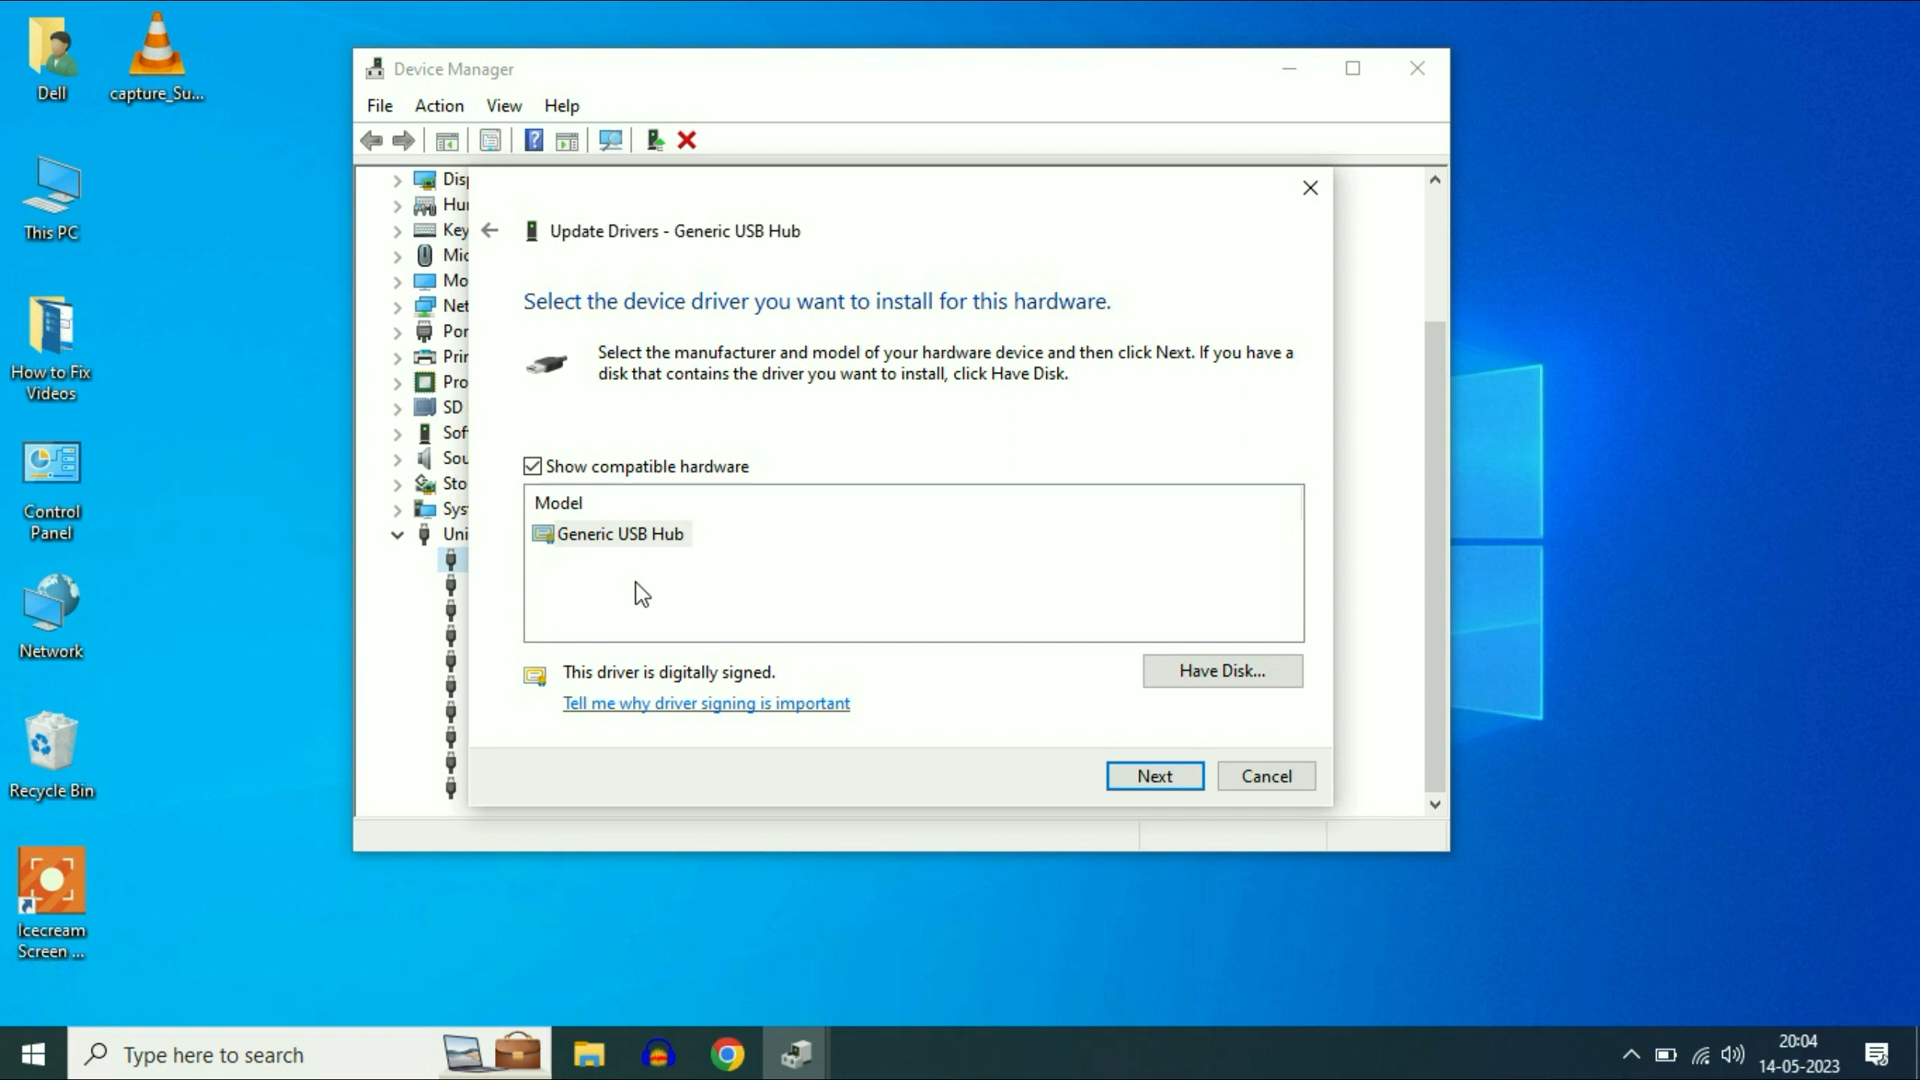 Dell
capture_Su...
This PC
How to Fix
Videos
Control
Panel
Network
Recycle Bin
Icecream
Screen ...
Device Manager
File Action View Help
Disp
Hur
Key
Mic
Mo
Net
Por
Prin
Pro
SD
Sof
Sou
Sto
Sys
Uni
Update Drivers - Generic USB Hub
Select the device driver you want to install for this hardware.
Select the manufacturer and model of your hardware device and then click Next. If you have a
disk that contains the driver you want to install, click Have Disk.
Show compatible hardware
Model
Generic USB Hub
This driver is digitally signed.
Have Disk...
Tell me why driver signing is important
Next
Cancel
Type here to search
20:04
14-05-2023